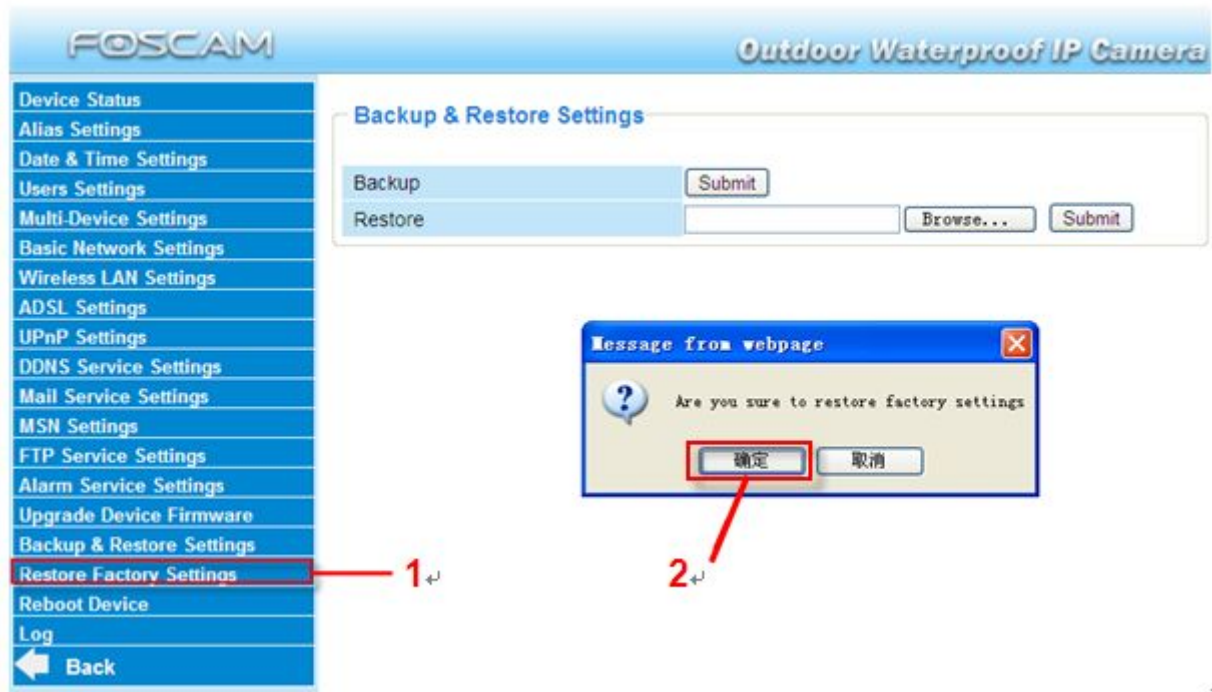 FOSCAM
Outdoor Waterproof IP Camera
Device Status
Alias Settings
Date & Time Settings
Users Settings
Multi-Device Settings
Basic Network Settings
Wireless LAN Settings
ADSL Settings
UPnP Settings
DDNS Service Settings
Mail Service Settings
MSN Settings
FTP Service Settings
Alarm Service Settings
Upgrade Device Firmware
Backup & Restore Settings
Restore Factory Settings
Reboot Device
Log
Back
Backup & Restore Settings
Backup Submit
Restore Browse... Submit
Message from webpage
Are you sure to restore factory settings
确定 取消
1↵ 2↵